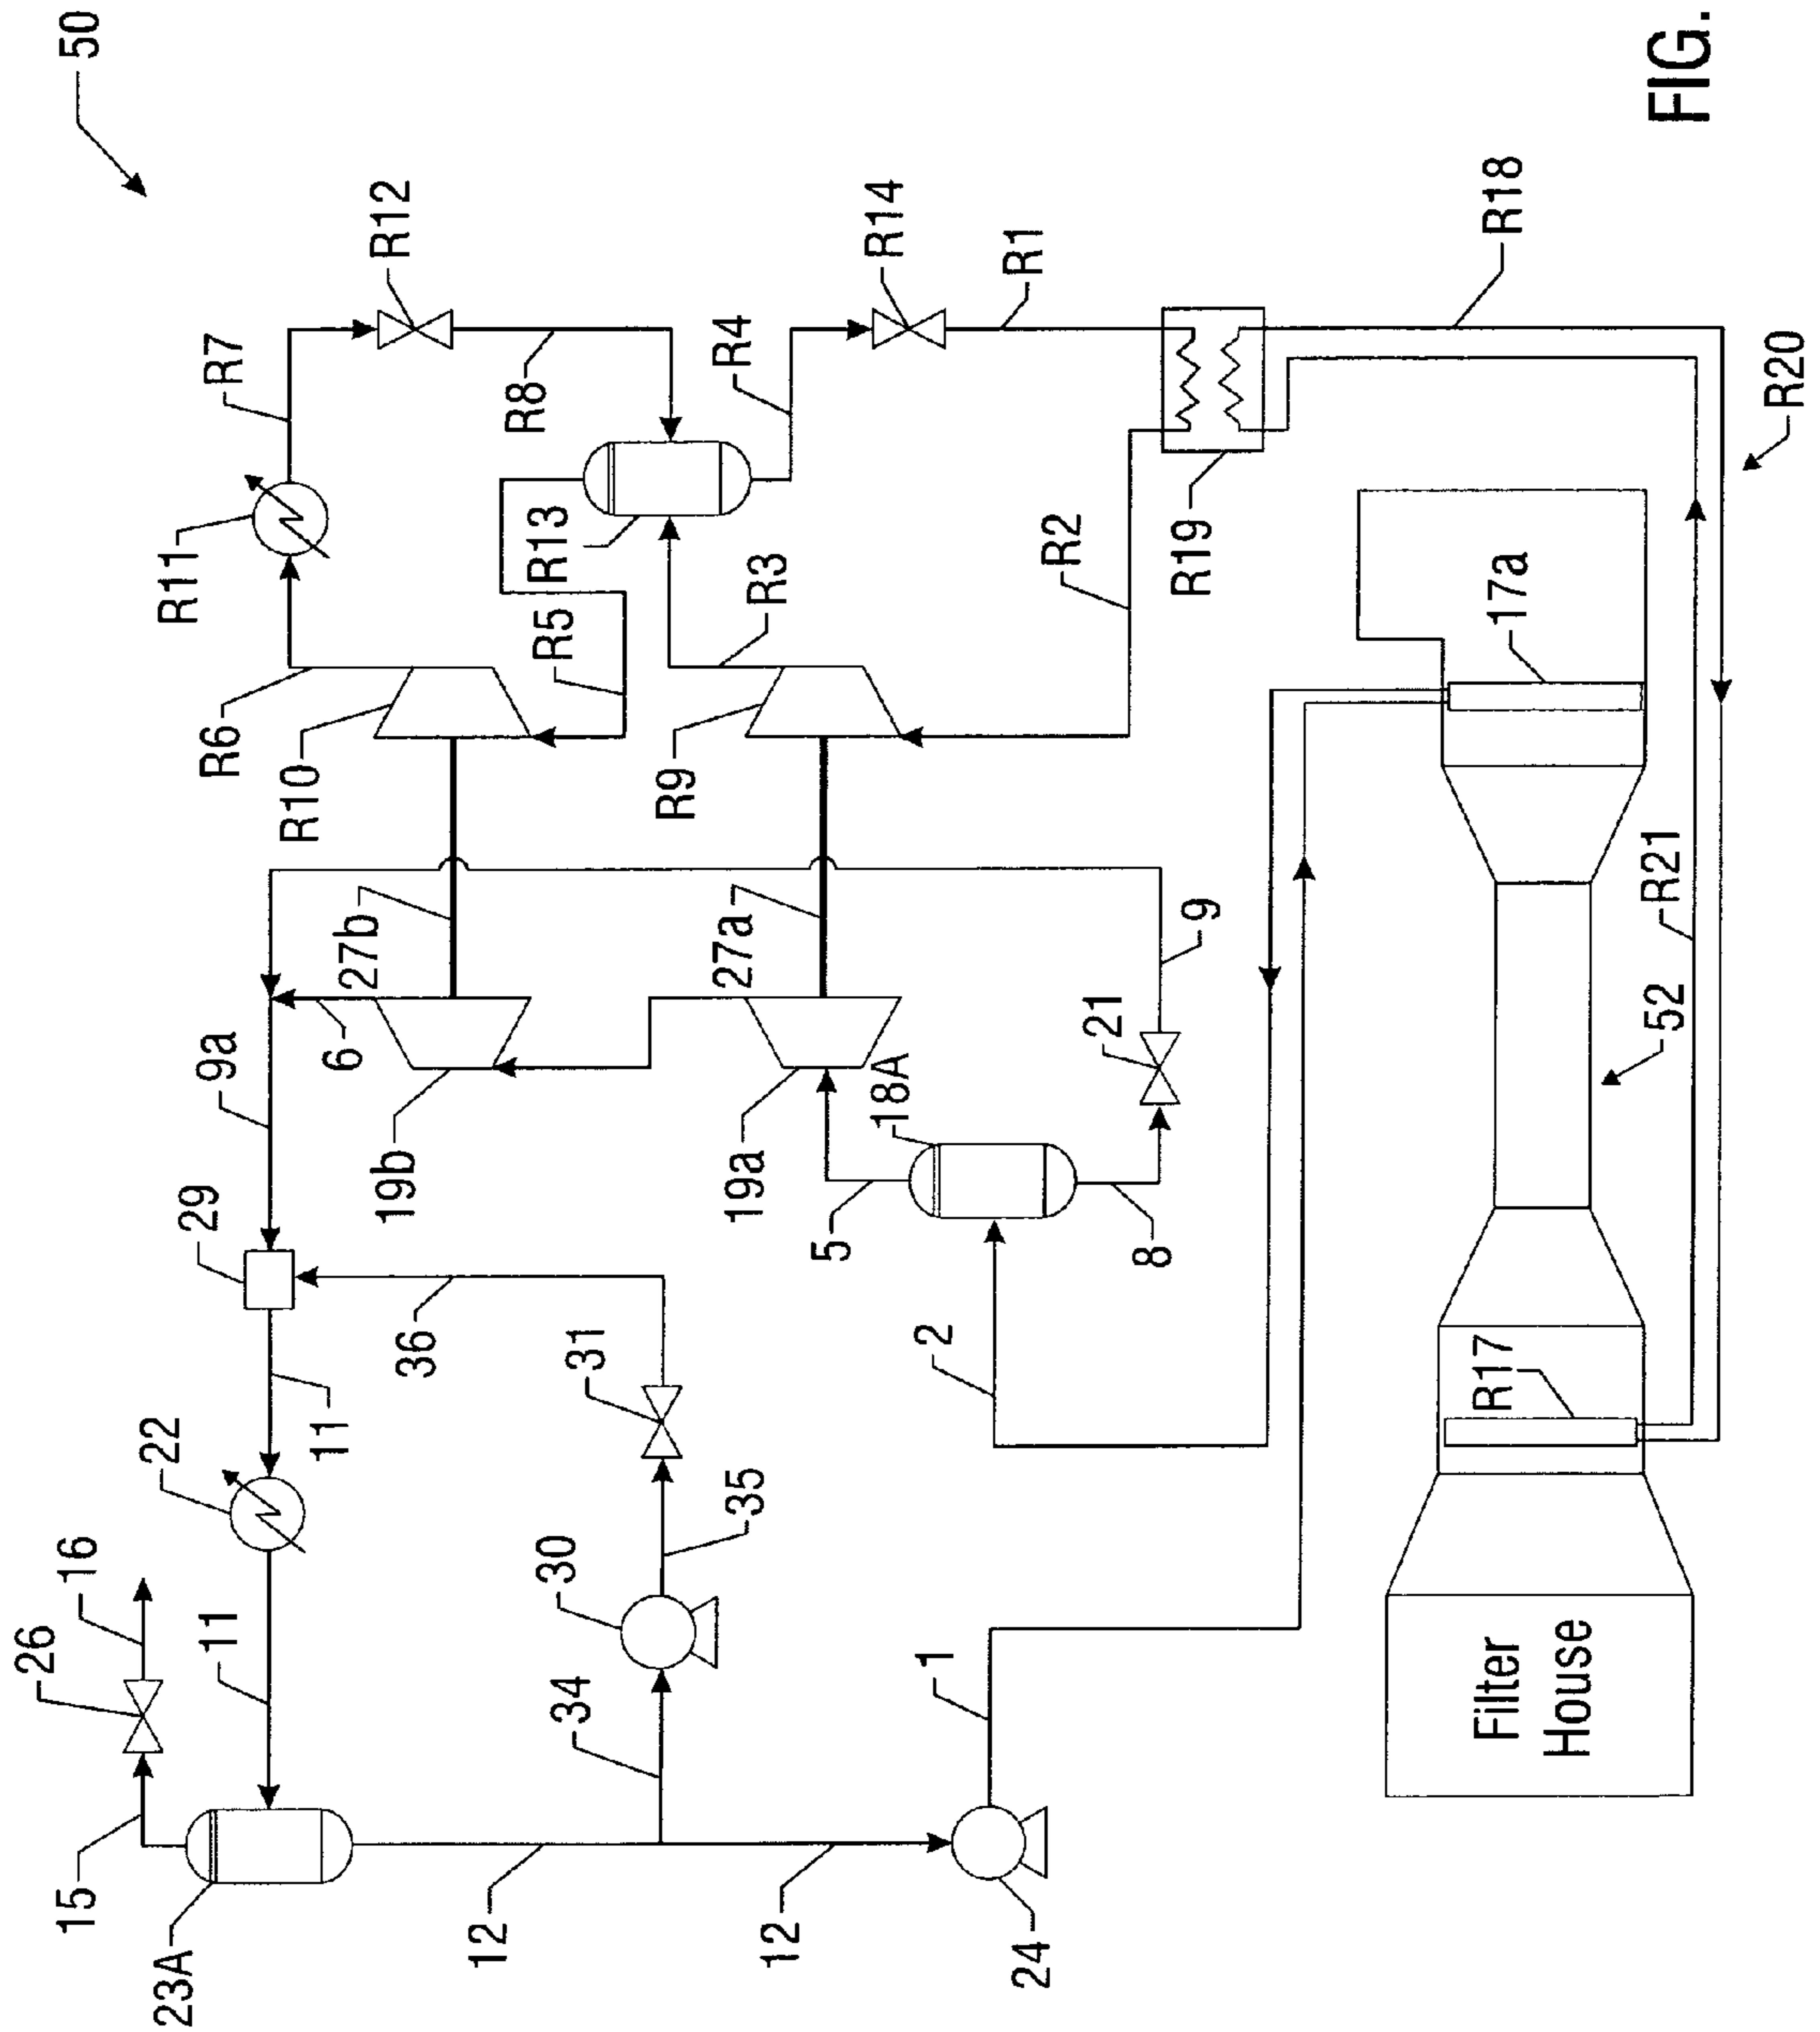 50
R7
R12
R11
R8
R4
R14
R1
R18
R13
R6
R10
R5
R3
R2
R19
R20
R9
17a
27b
27a
9
R21
9a
6
19b
19a
18A
21
52
29
5
8
36
31
2
R17
11
22
35
16
26
11
30
34
1
Filter
House
15
23A
12
12
24
FIG.